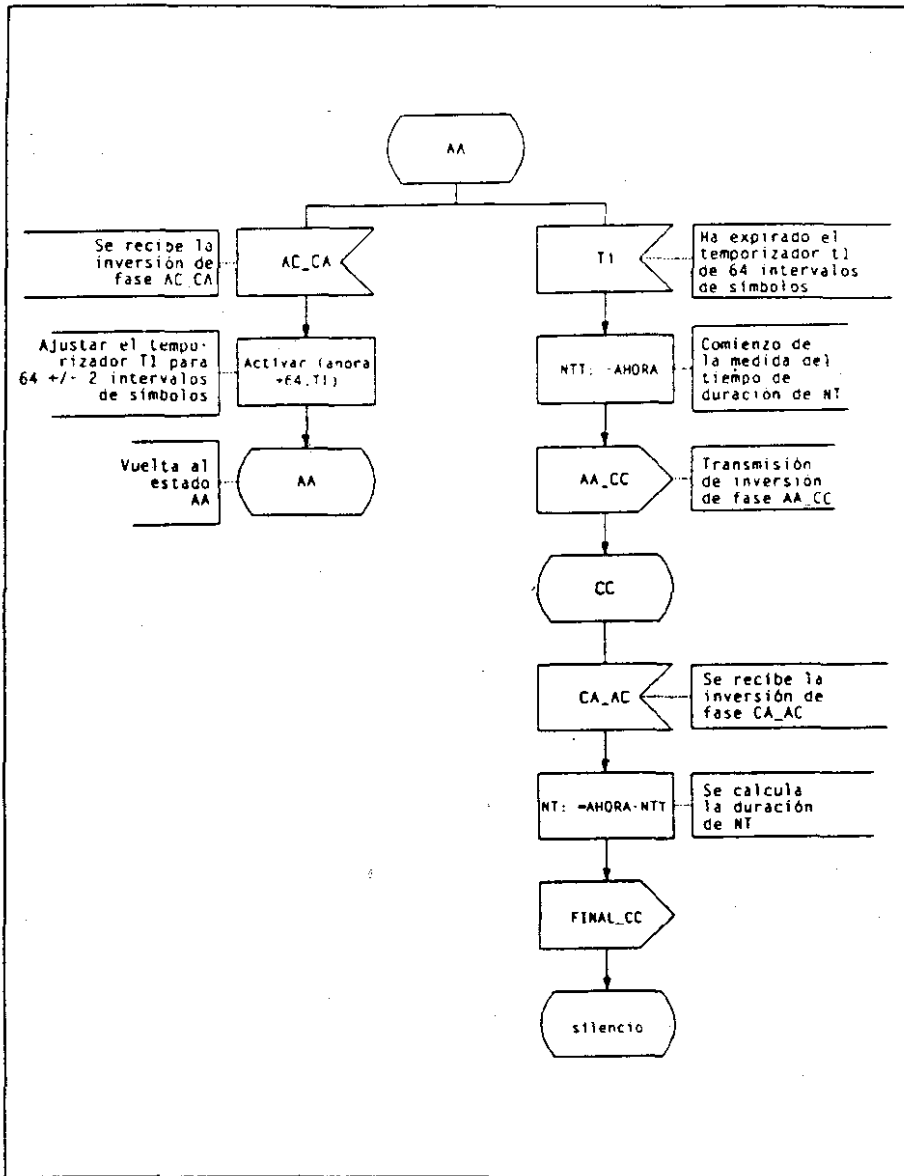 AA
Se recibe la
inversión de
fase AC_CA
AC_CA
Ajustar el tempo-
rizador T1 para
64 +/- 2 intervalos
de símbolos
Activar (ahora
+64,T1)
Vuelta al
estado
AA
AA
T1
Ha expirado el
temporizador t1
de 64 intervalos
de símbolos
NTT: =AHORA
Comienzo de
la medida del
tiempo de
duración de NT
AA_CC
Transmisión
de inversión
de fase AA_CC
CC
CA_AC
Se recibe la
inversión de
fase CA_AC
NT: =AHORA-NTT
Se calcula
la duración
de NT
FINAL_CC
silencio